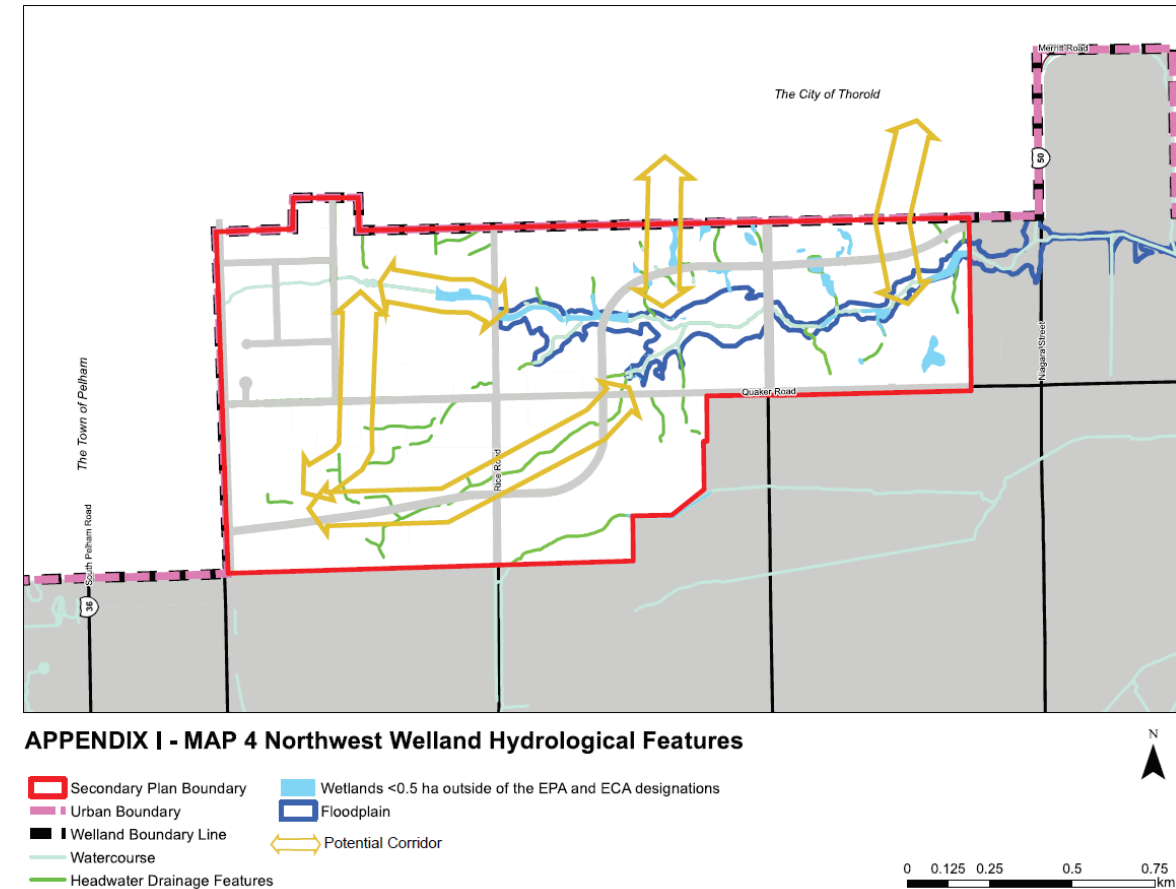 Merritt Road
The City of Thorold
50
The Town of Pelham
Niagara Street
Quaker Road
Rice Road
South Pelham Road
36
APPENDIX I - MAP 4 Northwest Welland Hydrological Features
N
Secondary Plan Boundary
Wetlands <0.5 ha outside of the EPA and ECA designations
Urban Boundary
Floodplain
Welland Boundary Line
Potential Corridor
Watercourse
Headwater Drainage Features
0 0.125 0.25 0.5 0.75
km